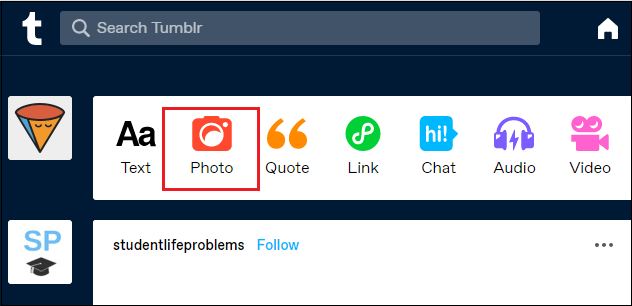 t
Search Tumblr
Aa
hi!
Text Photo Quote Link Chat Audio Video
SP
studentlifeproblems Follow